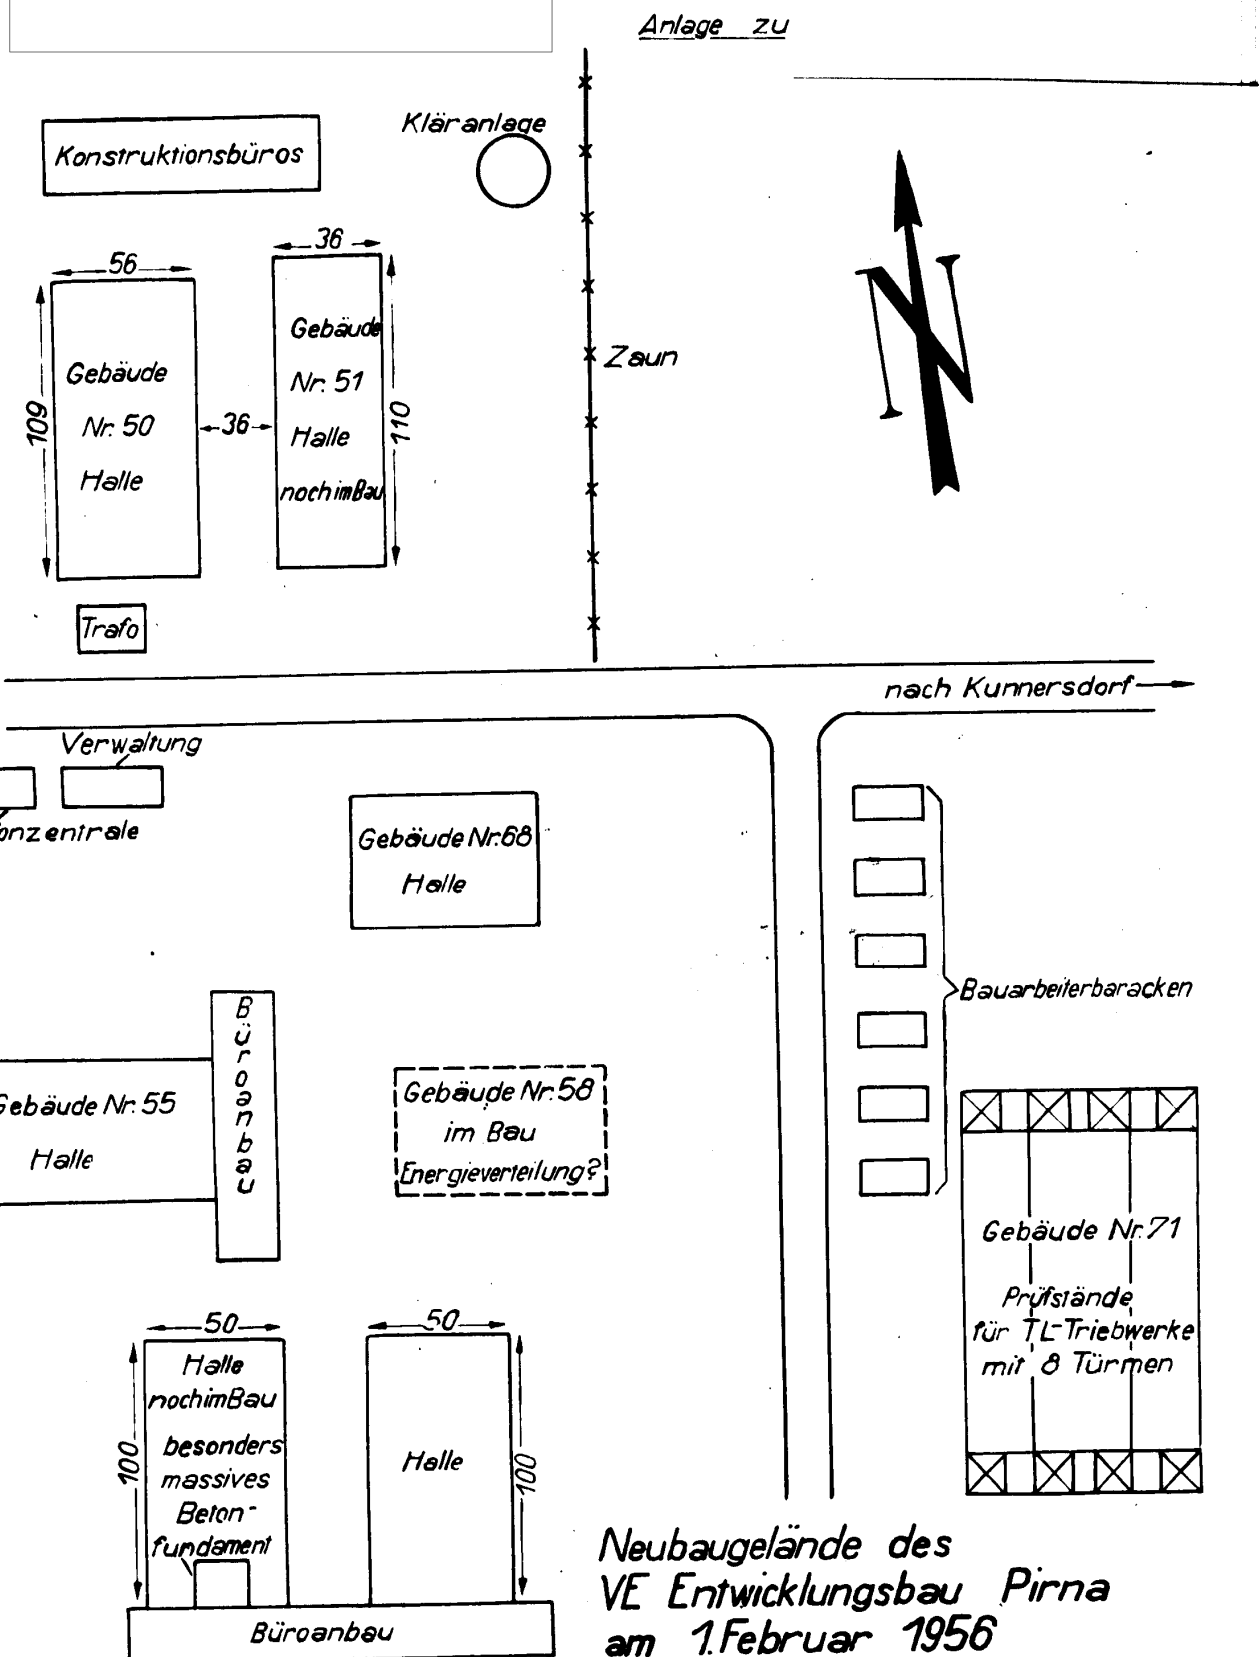 Anlage zu
Kläranlage
Konstruktionsbüros
36
56
Gebäude
Nr. 51
Halle
noch im Bau
110
Gebäude
Nr. 50
Halle
109
36
Zaun
N
Trafo
nach Kunnersdorf
Verwaltung
onzentrale
Gebäude Nr. 68
Halle
Bauarbeiterbaracken
Büroanbau
Gebäude Nr. 55
Halle
Gebäude Nr. 58
im Bau
Energieverteilung?
Gebäude Nr. 71
Prüfstände
für TL-Triebwerke
mit 8 Türmen
50
50
Halle
noch im Bau
besonders
massives
Beton-
fundament
100
Halle
100
Büroanbau
Neubaugelände des
VE Entwicklungsbau Pirna
am 1. Februar 1956